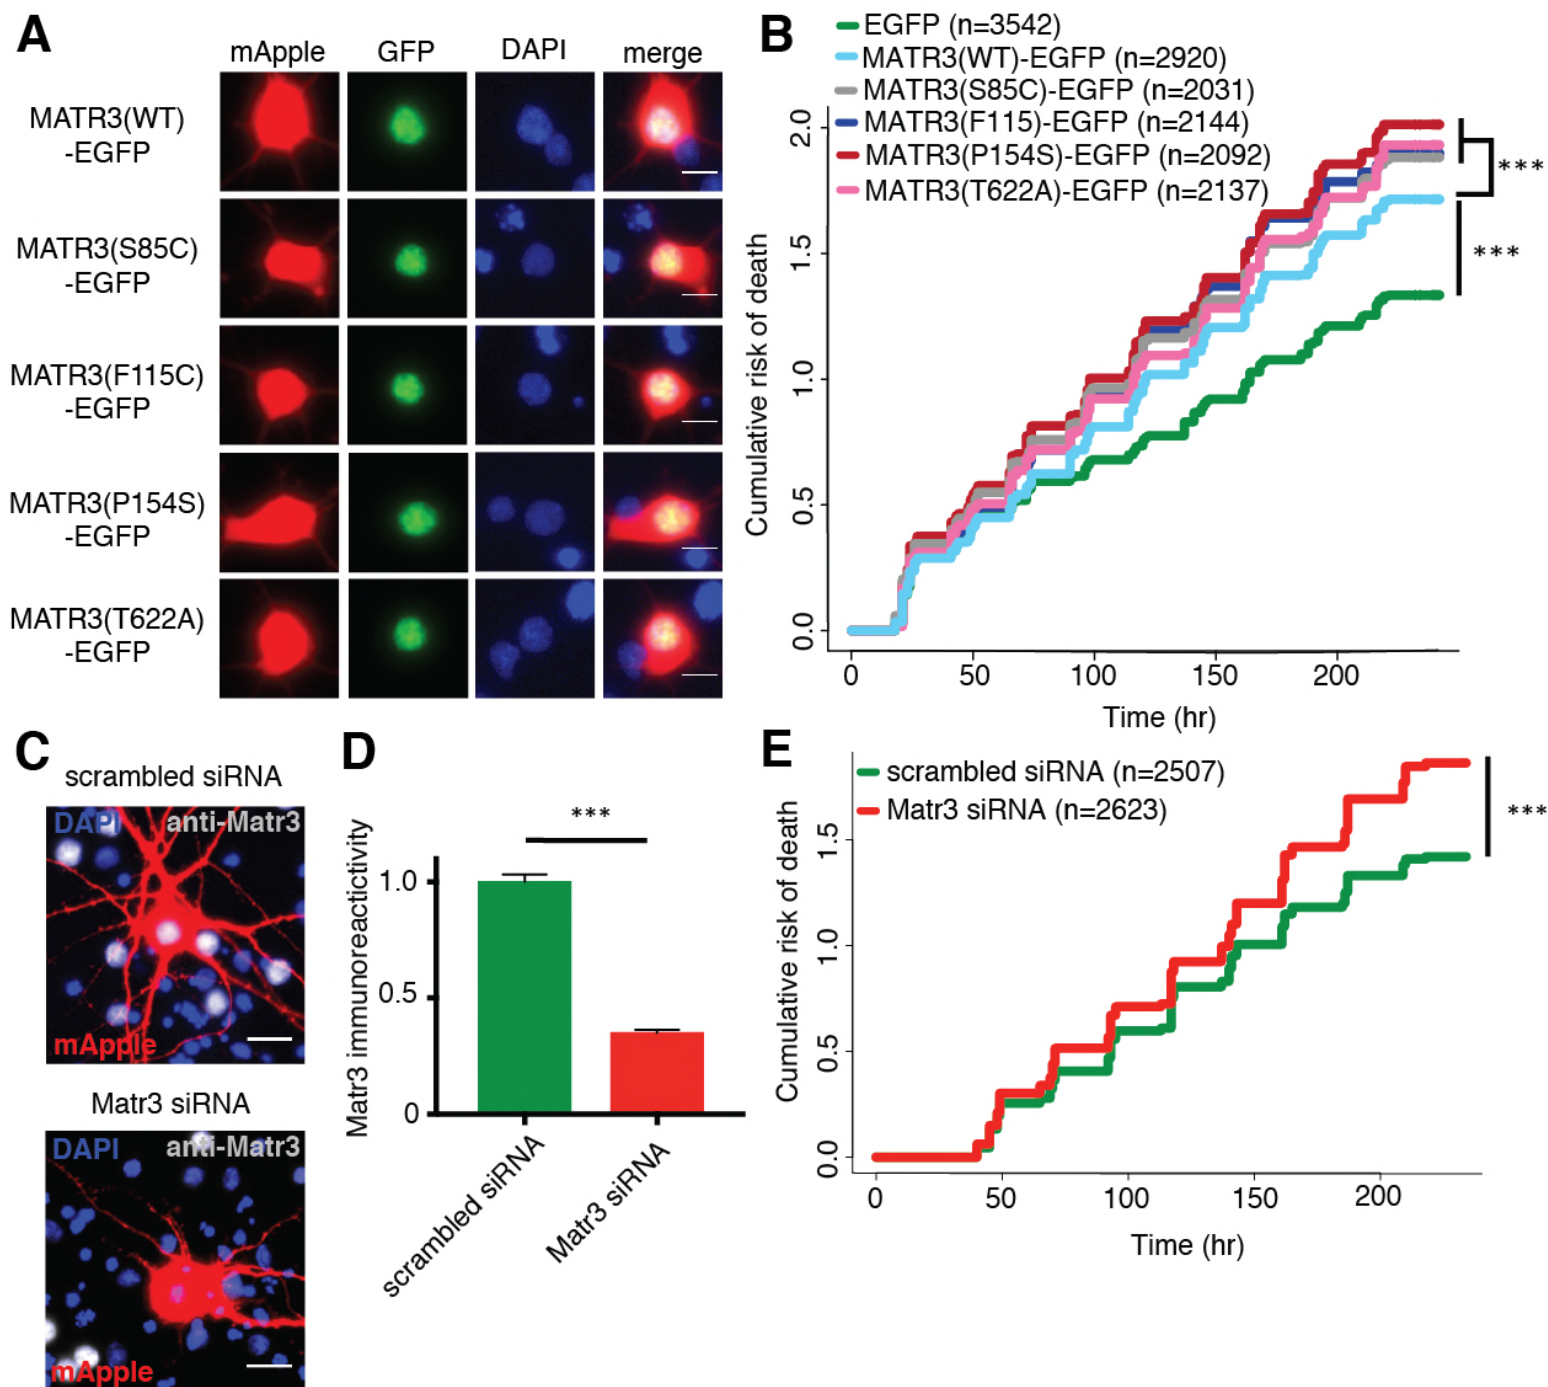 A
mApple
GFP
DAPI
merge
MATR3(WT)
-EGFP
MATR3(S85C)
-EGFP
MATR3(F115C)
-EGFP
MATR3(P154S)
-EGFP
MATR3(T622A)
-EGFP
B
EGFP (n=3542)
MATR3(WT)-EGFP (n=2920)
MATR3(S85C)-EGFP (n=2031)
MATR3(F115)-EGFP (n=2144)
MATR3(P154S)-EGFP (n=2092)
MATR3(T622A)-EGFP (n=2137)
Cumulative risk of death
2.0
1.5
1.0
0.5
0.0
***
***
0
50
100
150
200
Time (hr)
C
scrambled siRNA
DAPI
anti-Matr3
mApple
Matr3 siRNA
DAPI
anti-Matr3
mApple
D
***
Matr3 immunoreactictivity
1.0
0.5
0
scrambled siRNA
Matr3 siRNA
E
scrambled siRNA (n=2507)
Matr3 siRNA (n=2623)
Cumulative risk of death
1.5
1.0
0.5
0.0
***
0
50
100
150
200
Time (hr)